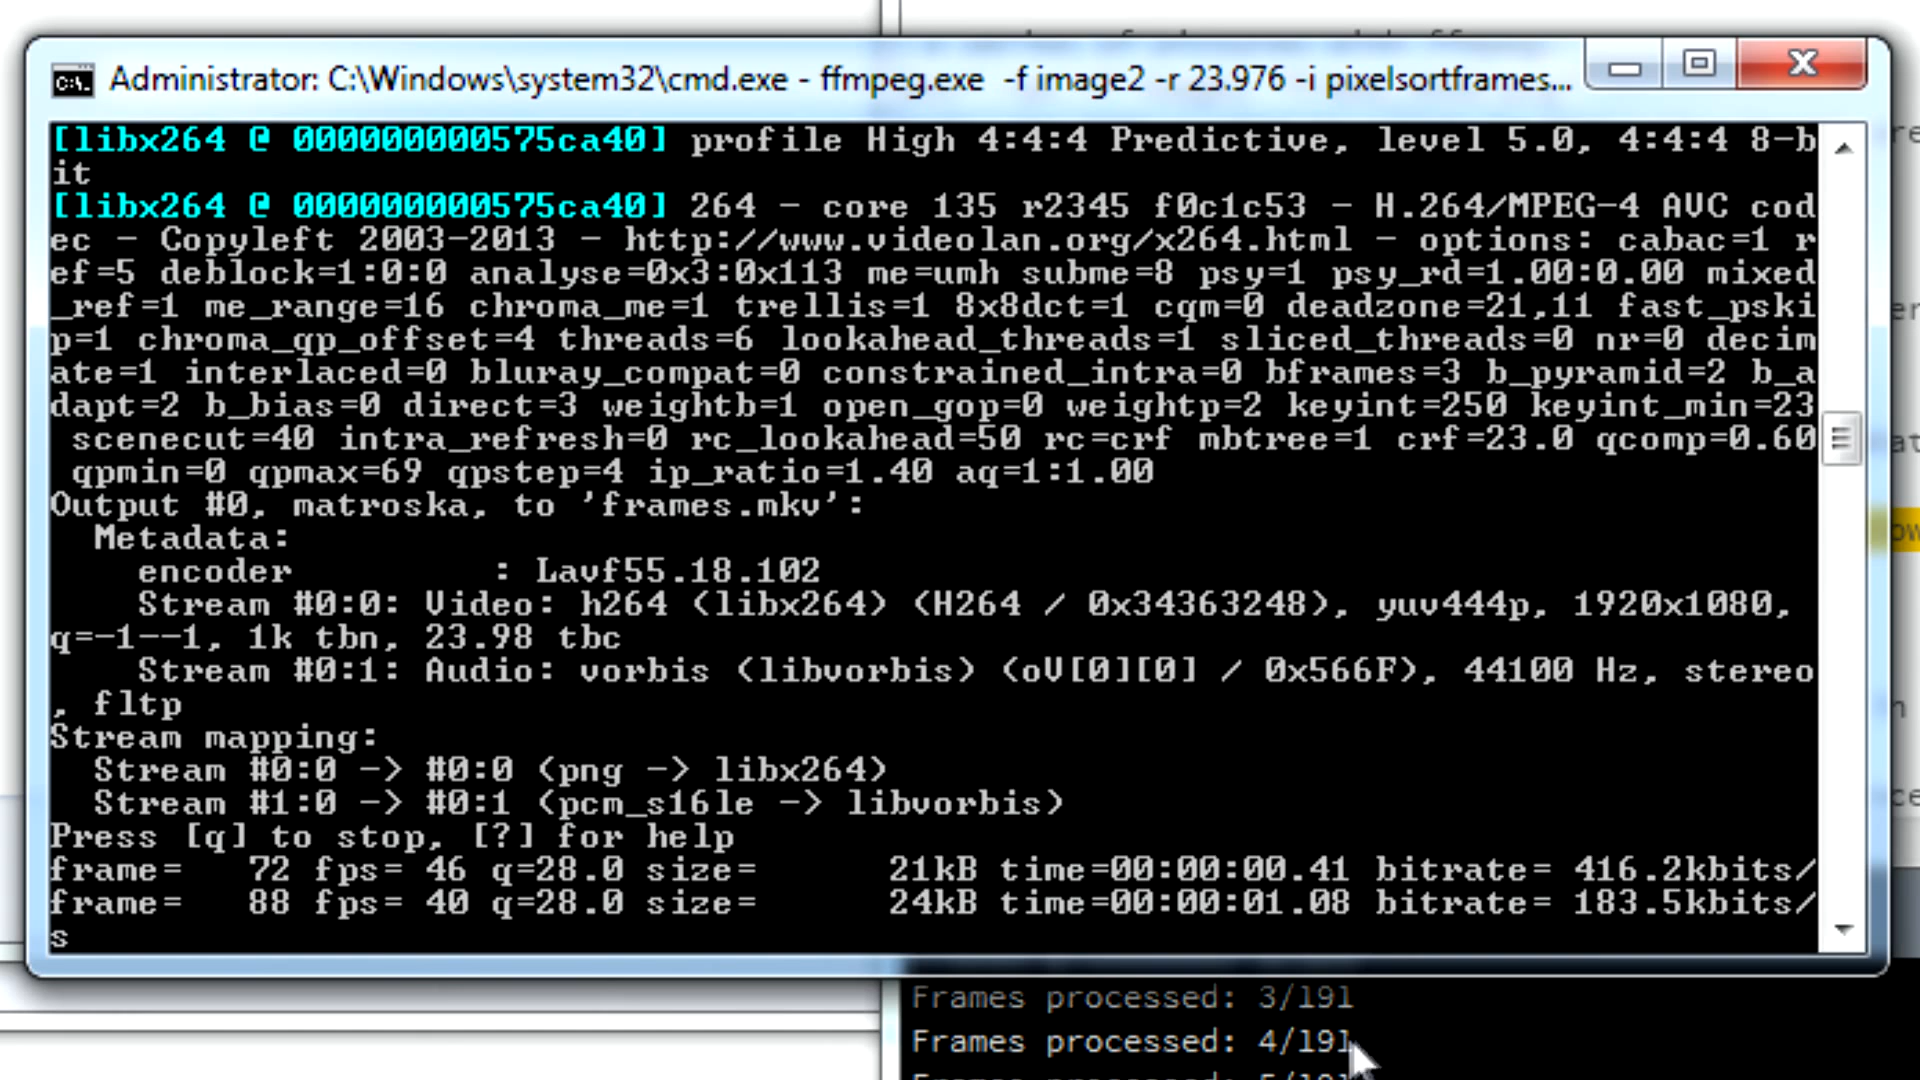 Administrator: C:\Windows\system32\cmd.exe - ffmpeg.exe  -f image2 -r 23.976 -i pixelsortframes...
[libx264 @ 000000000575ca40] profile High 4:4:4 Predictive, level 5.0, 4:4:4 8-b
it
[libx264 @ 000000000575ca40] 264 - core 135 r2345 f0c1c53 - H.264/MPEG-4 AVC cod
ec - Copyleft 2003-2013 - http://www.videolan.org/x264.html - options: cabac=1 r
ef=5 deblock=1:0:0 analyse=0x3:0x113 me=umh subme=8 psy=1 psy_rd=1.00:0.00 mixed
_ref=1 me_range=16 chroma_me=1 trellis=1 8x8dct=1 cqm=0 deadzone=21,11 fast_pski
p=1 chroma_qp_offset=4 threads=6 lookahead_threads=1 sliced_threads=0 nr=0 decim
ate=1 interlaced=0 bluray_compat=0 constrained_intra=0 bframes=3 b_pyramid=2 b_a
dapt=2 b_bias=0 direct=3 weightb=1 open_gop=0 weightp=2 keyint=250 keyint_min=23
 scenecut=40 intra_refresh=0 rc_lookahead=50 rc=crf mbtree=1 crf=23.0 qcomp=0.60
 qpmin=0 qpmax=69 qpstep=4 ip_ratio=1.40 aq=1:1.00
Output #0, matroska, to 'frames.mkv':
  Metadata:
    encoder         : Lavf55.18.102
    Stream #0:0: Video: h264 (libx264) (H264 / 0x34363248), yuv444p, 1920x1080,
q=-1--1, 1k tbn, 23.98 tbc
    Stream #0:1: Audio: vorbis (libvorbis) (oV[0][0] / 0x566F), 44100 Hz, stereo
, fltp
Stream mapping:
  Stream #0:0 -> #0:0 (png -> libx264)
  Stream #1:0 -> #0:1 (pcm_s16le -> libvorbis)
Press [q] to stop, [?] for help
frame=   72 fps= 46 q=28.0 size=      21kB time=00:00:00.41 bitrate= 416.2kbits/
frame=   88 fps= 40 q=28.0 size=      24kB time=00:00:01.08 bitrate= 183.5kbits/
s
Frames processed: 3/191
Frames processed: 4/191